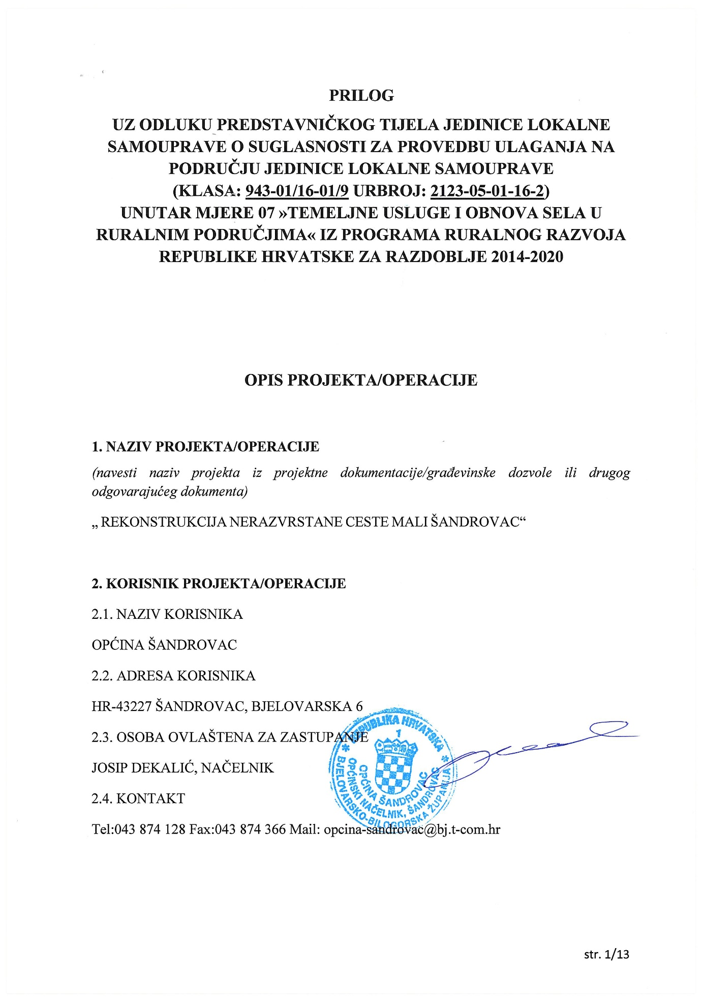 PRILOG
UZ ODLUKU PREDSTAVNIČKOG TIJELA JEDINICE LOKALNE
SAMOUPRAVE O SUGLASNOSTI ZA PROVEDBU ULAGANJA NA
PODRUČJU JEDINICE LOKALNE SAMOUPRAVE
(KLASA: 943-01/16-01/9 URBROJ: 2123-05-01-16-2)
UNUTAR MJERE 07 »TEMELJNE USLUGE I OBNOVA SELA U
RURALNIM PODRUČJIMA« IZ PROGRAMA RURALNOG RAZVOJA
REPUBLIKE HRVATSKE ZA RAZDOBLJE 2014-2020
OPIS PROJEKTA/OPERACIJE
1. NAZIV PROJEKTA/OPERACIJE
(navesti naziv projekta iz projektne dokumentacije/građevinske dozvole ili drugog
odgovarajućeg dokumenta)
„ REKONSTRUKCIJA NERAZVRSTANE CESTE MALI ŠANDROVAC“
2. KORISNIK PROJEKTA/OPERACIJE
2.1. NAZIV KORISNIKA
OPĆINA ŠANDROVAC
2.2. ADRESA KORISNIKA
HR-43227 ŠANDROVAC, BJELOVARSKA 6
2.3. OSOBA OVLAŠTENA ZA ZASTUPANJE
JOSIP DEKALIĆ, NAČELNIK
2.4. KONTAKT
Tel:043 874 128 Fax:043 874 366 Mail: opcina-sandrovac@bj.t-com.hr
REPUBLIKA HRVATSKA
1
BJELOVARSKO-BILOGORSKA ŽUPANIJA
OPĆINA ŠANDROVAC
OPĆINSKI NAČELNIK, ŠANDROVAC
str. 1/13